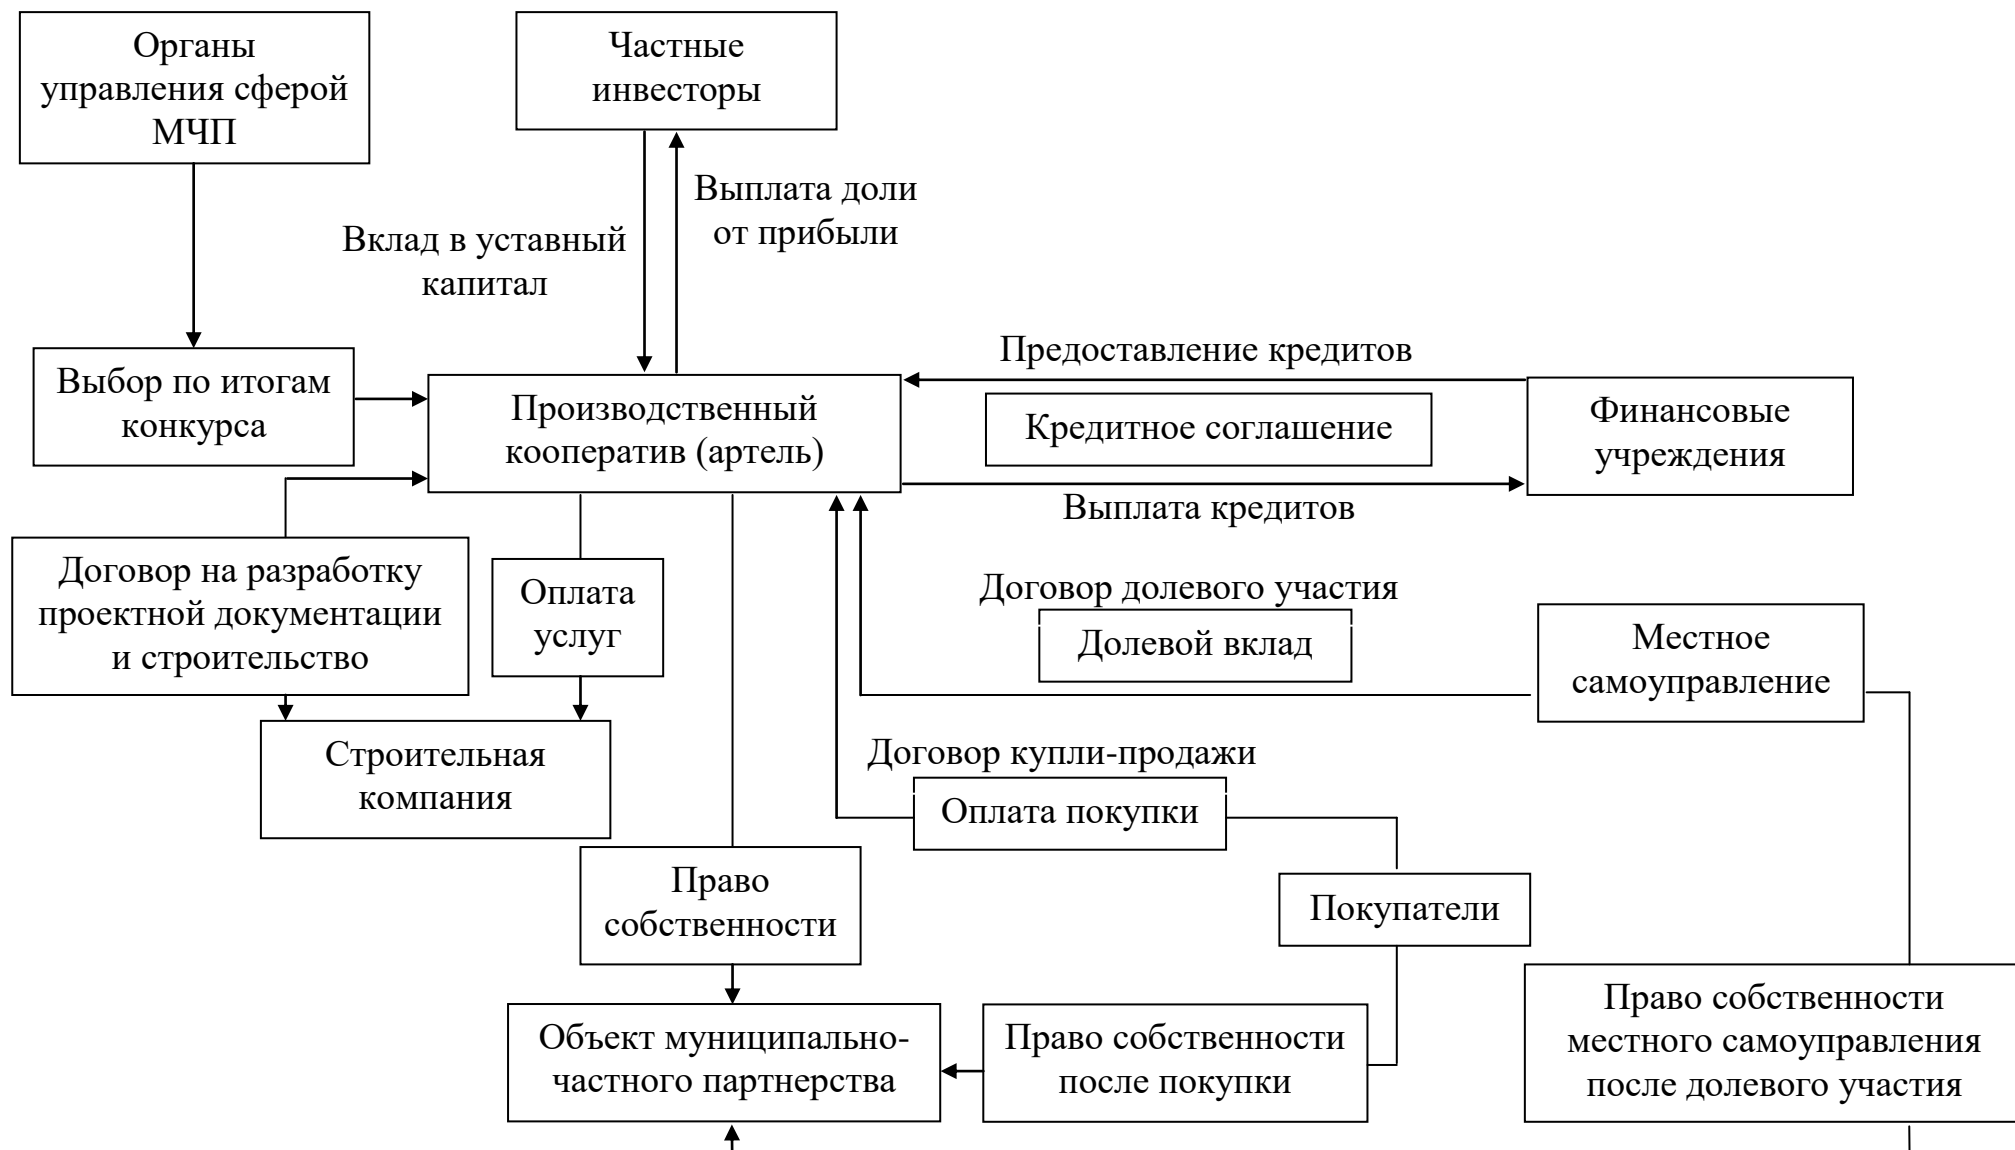 Органы
управления сферой
МЧП
Частные
инвесторы
Выплата доли
от прибыли
Вклад в уставный
капитал
Выбор по итогам
конкурса
Производственный
кооператив (артель)
Предоставление кредитов
Кредитное соглашение
Выплата кредитов
Финансовые
учреждения
Договор на разработку
проектной документации
и строительство
Оплата
услуг
Договор долевого участия
Долевой вклад
Местное
самоуправление
Строительная
компания
Договор купли-продажи
Оплата покупки
Право
собственности
Покупатели
Объект муниципально-
частного партнерства
Право собственности
после покупки
Право собственности
местного самоуправления
после долевого участия